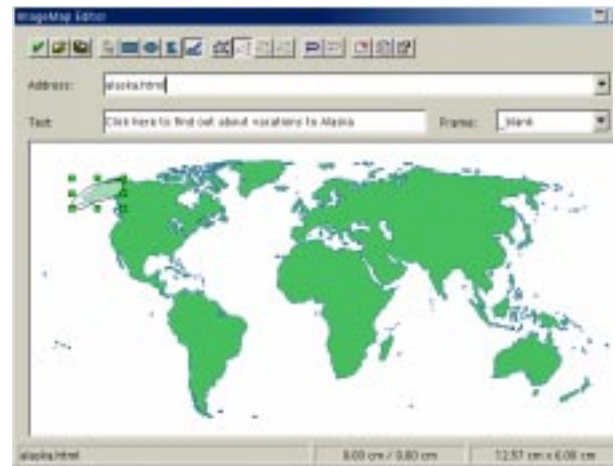 ImageMap Editor
Address: alaska.html
Text: Click here to find out about vacations to Alaska Frame: _blank
alaska.html 0.00 cm / 0.00 cm 12.57 cm x 6.00 cm